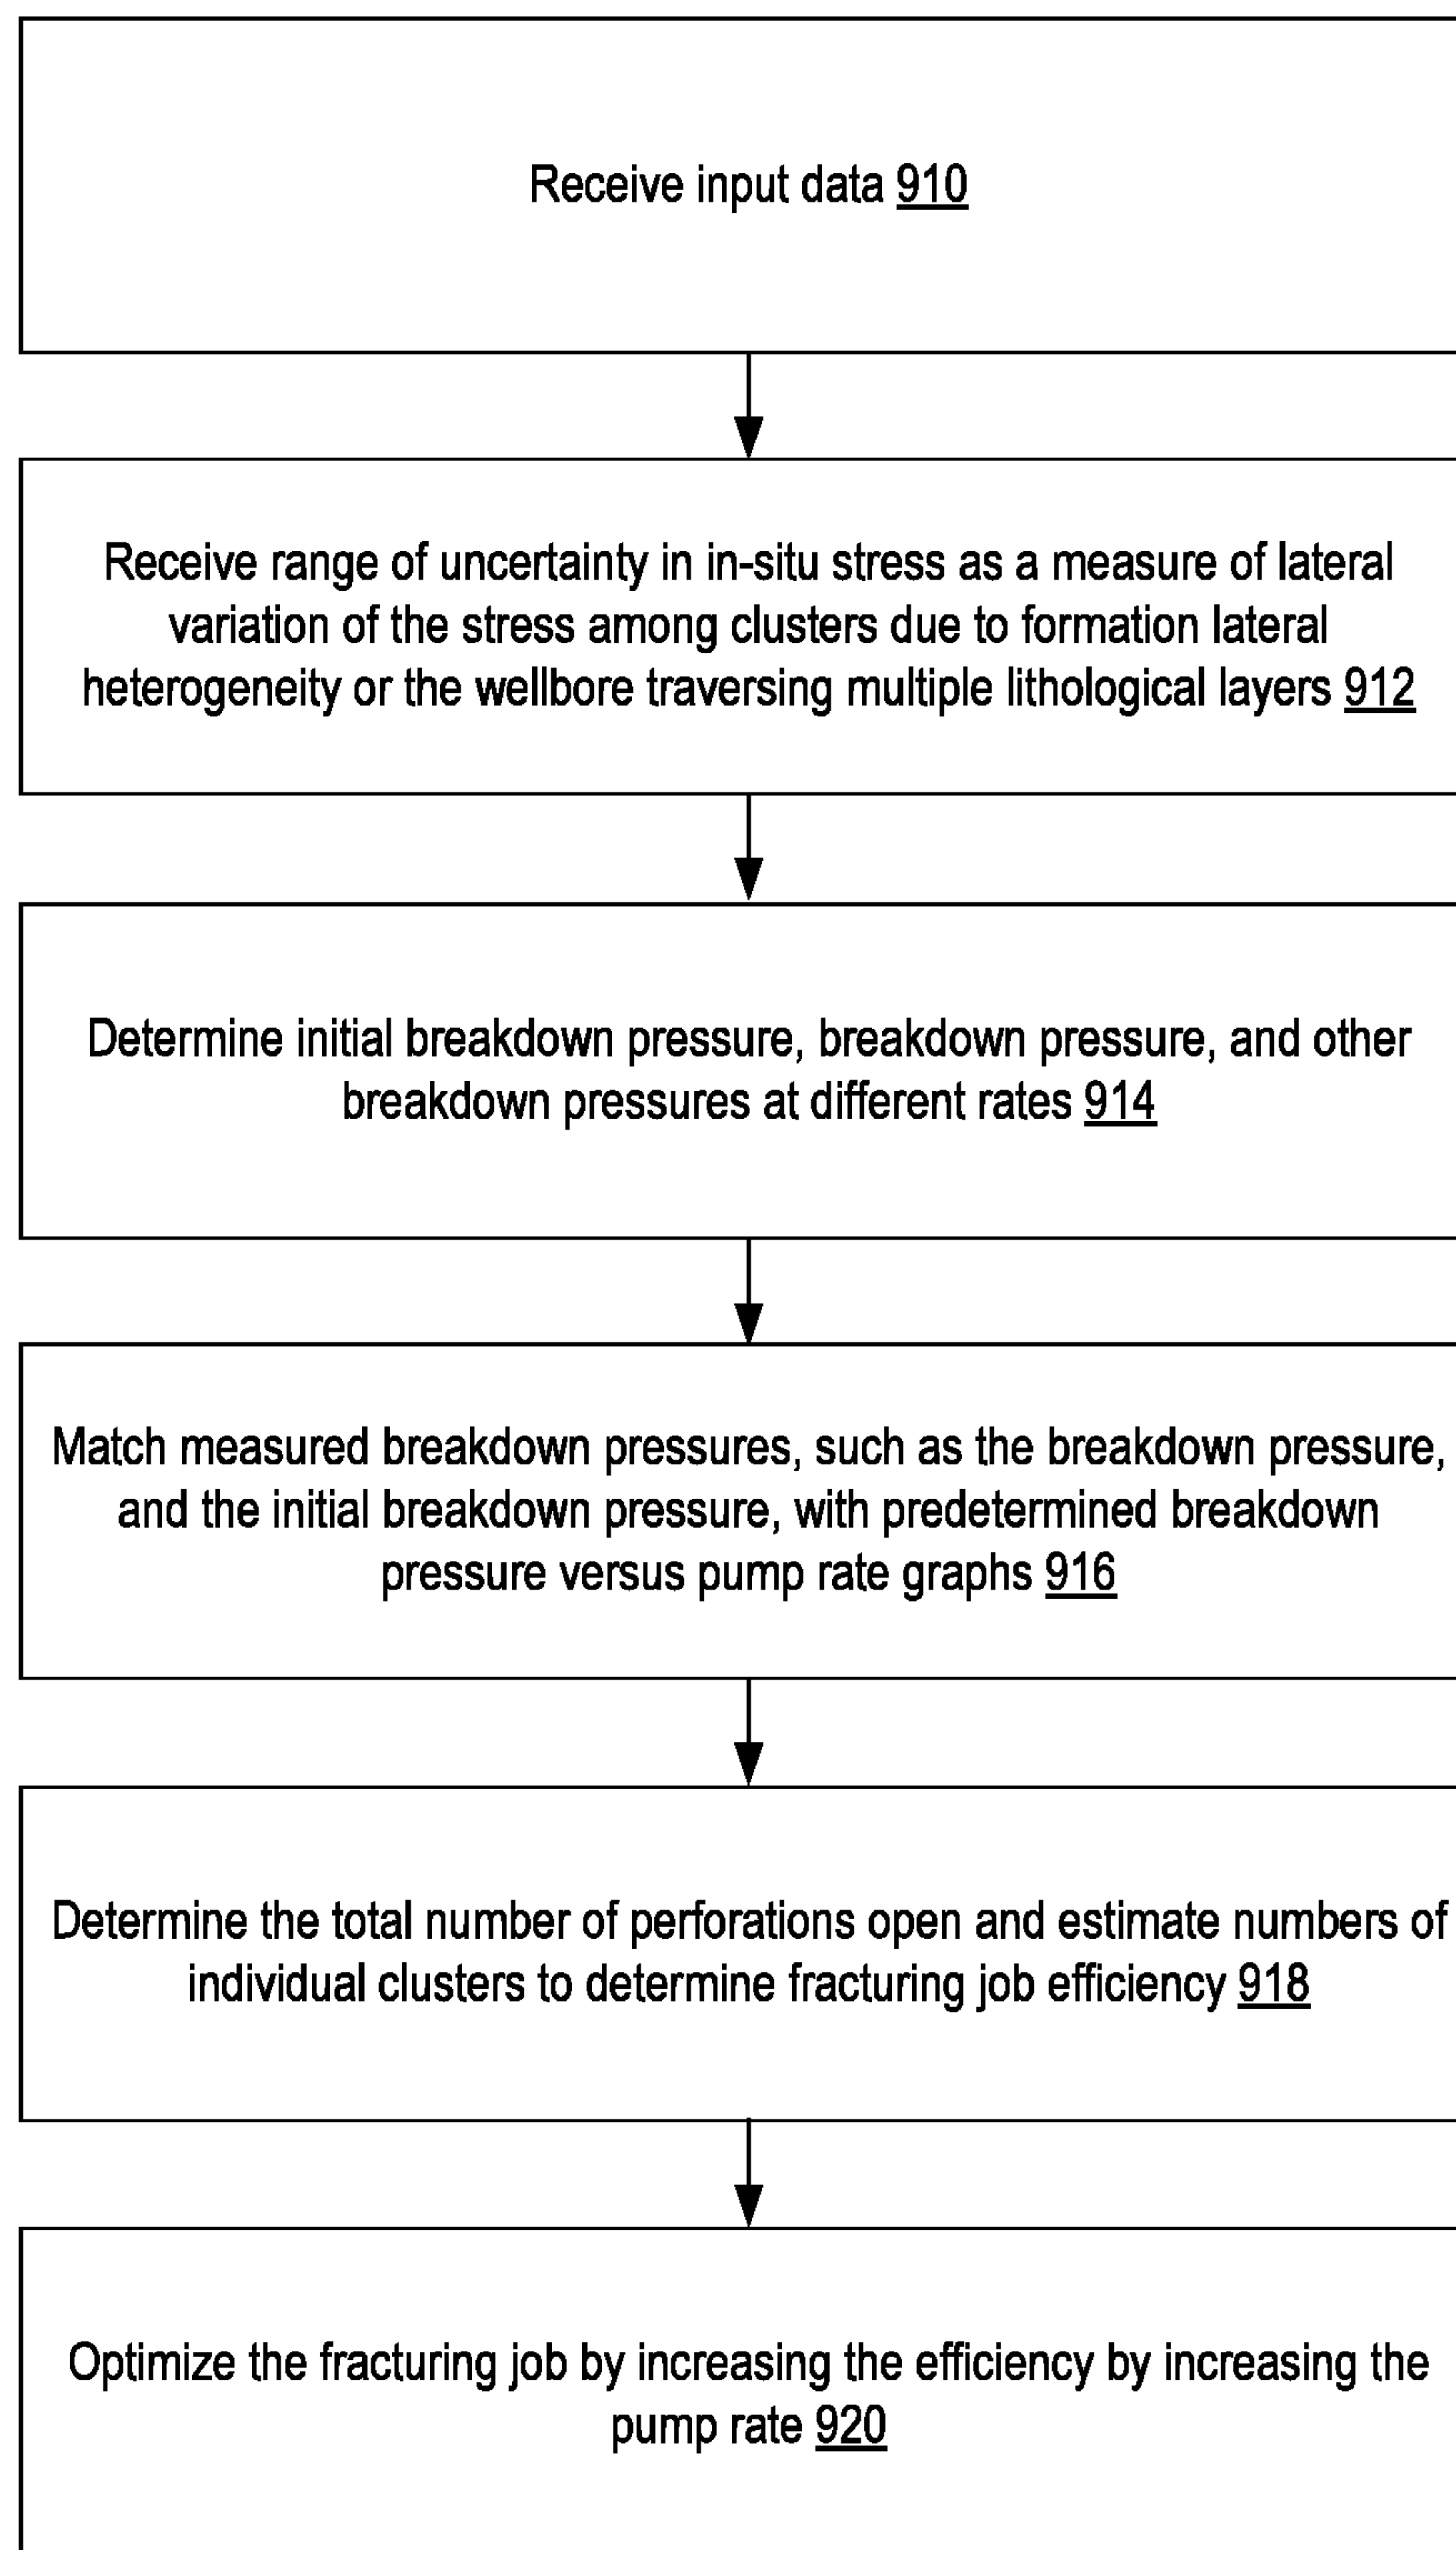 Receive input data 910
Receive range of uncertainty in in-situ stress as a measure of lateral
variation of the stress among clusters due to formation lateral
heterogeneity or the wellbore traversing multiple lithological layers 912
Determine initial breakdown pressure, breakdown pressure, and other
breakdown pressures at different rates 914
Match measured breakdown pressures, such as the breakdown pressure,
and the initial breakdown pressure, with predetermined breakdown
pressure versus pump rate graphs 916
Determine the total number of perforations open and estimate numbers of
individual clusters to determine fracturing job efficiency 918
Optimize the fracturing job by increasing the efficiency by increasing the
pump rate 920